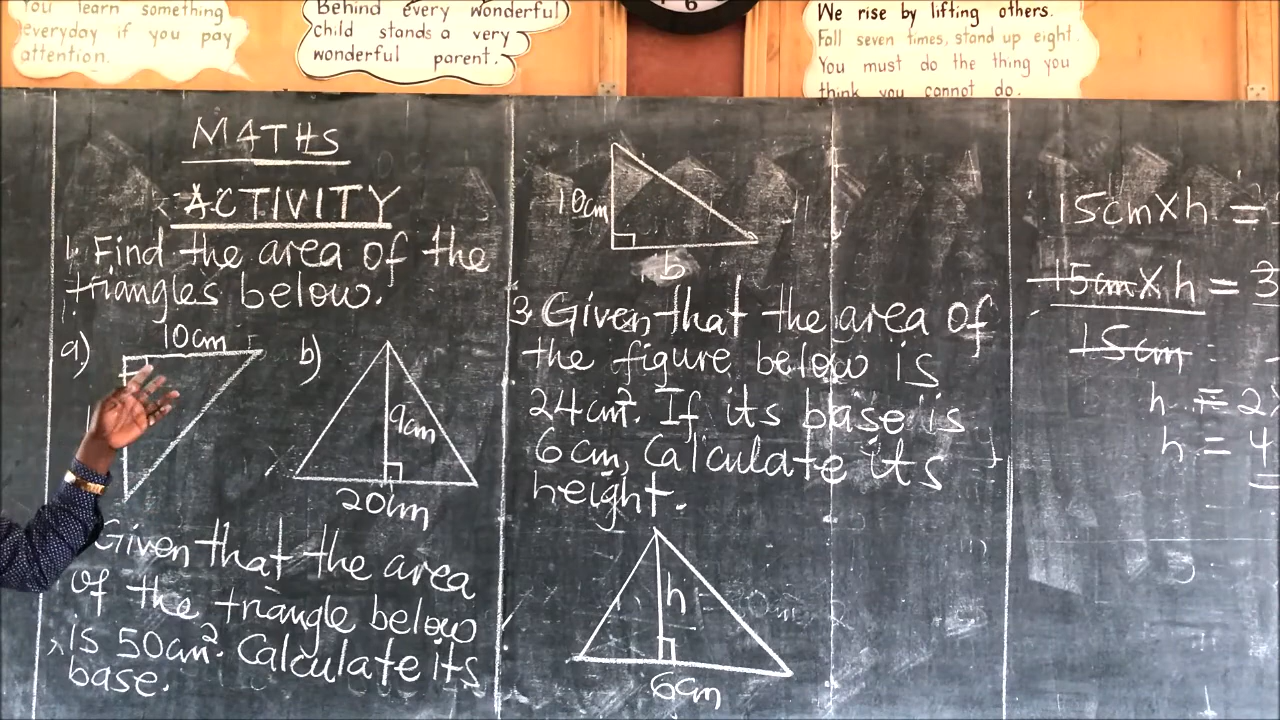 You learn something
everyday if you pay
attention.
Behind every wonderful
child stands a very
wonderful parent.
6
We rise by lifting others.
Fall seven times, stand up eight.
You must do the thing you
think you cannot do.
MATHS
ACTIVITY
1. Find the area of the
triangles below.
a)
10cm
b)
9cm
20cm
Given that the area
of the triangle below
is 50cm². Calculate its
base.
10cm
b
3. Given that the area of
the figure below is
24cm². If its base is
6cm, Calculate its
height.
h
6cm
15cm X h =
15cm X h = 3
15cm
h = 2x
h = 4